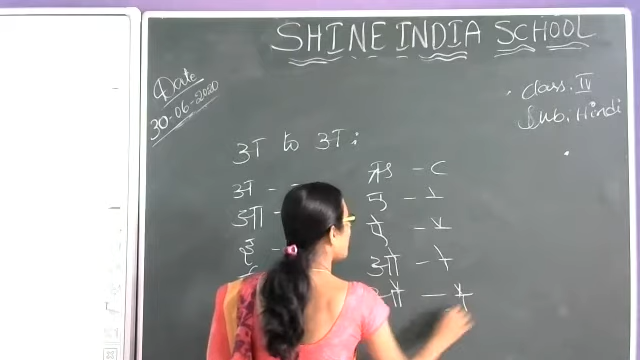 SHINE INDIA SCHOOL
Date
30-06-2020
class. IV
Sub: Hindi
अ to अः
अ -
आ -
इ -
ऋ - ृ
ए - े
ऐ - ै
ओ - ो
औ - ौ